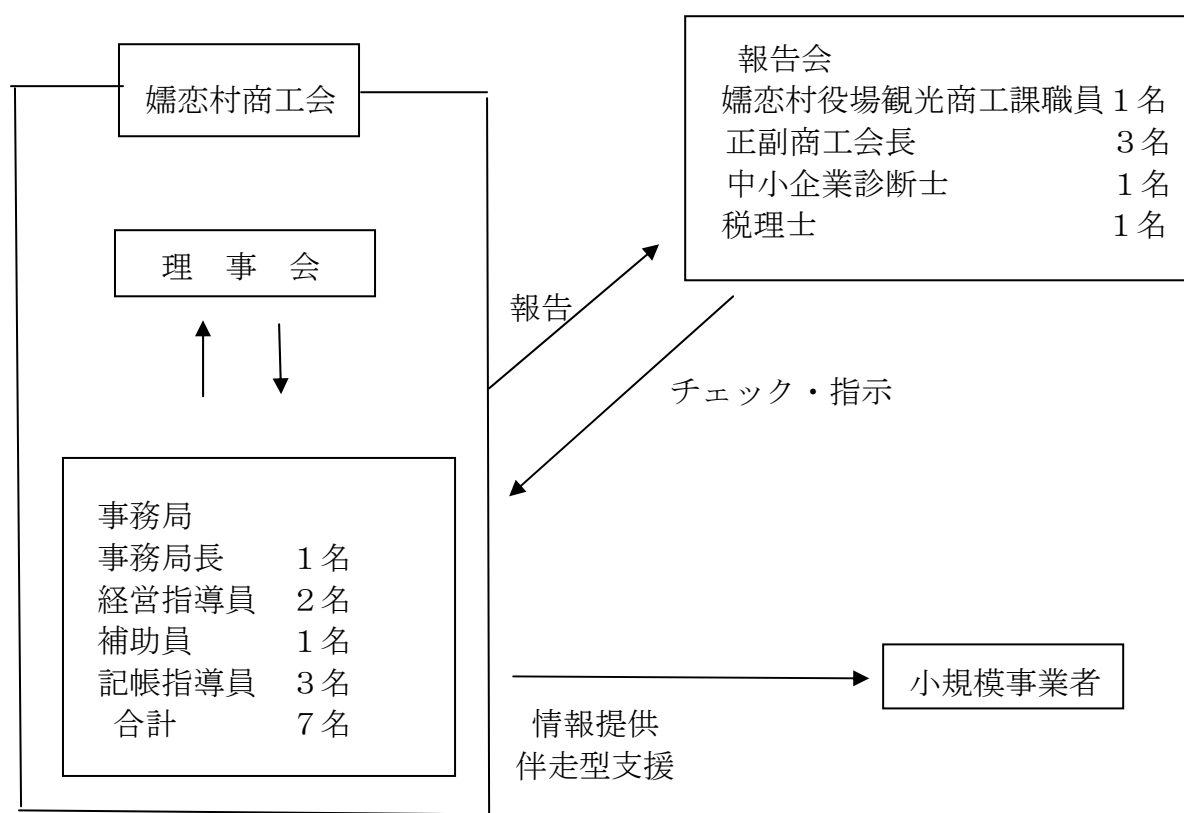 嬬恋村商工会
理　事　会
事務局
事務局長　　１名
経営指導員　２名
補助員　　　１名
記帳指導員　３名
合計　　　７名
報告会
嬬恋村役場観光商工課職員１名
正副商工会長　　　　　　３名
中小企業診断士　　　　　１名
税理士　　　　　　　　　１名
報告
チェック・指示
情報提供
伴走型支援
小規模事業者